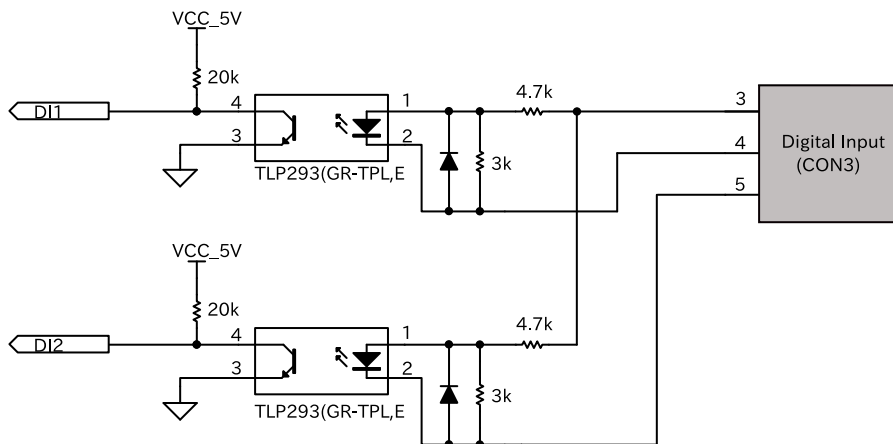 VCC_5V
20k
4.7k
DI1
4
1
3
3
2
4
Digital Input
(CON3)
3k
TLP293(GR-TPL,E
5
VCC_5V
20k
4.7k
DI2
4
1
3
2
3k
TLP293(GR-TPL,E